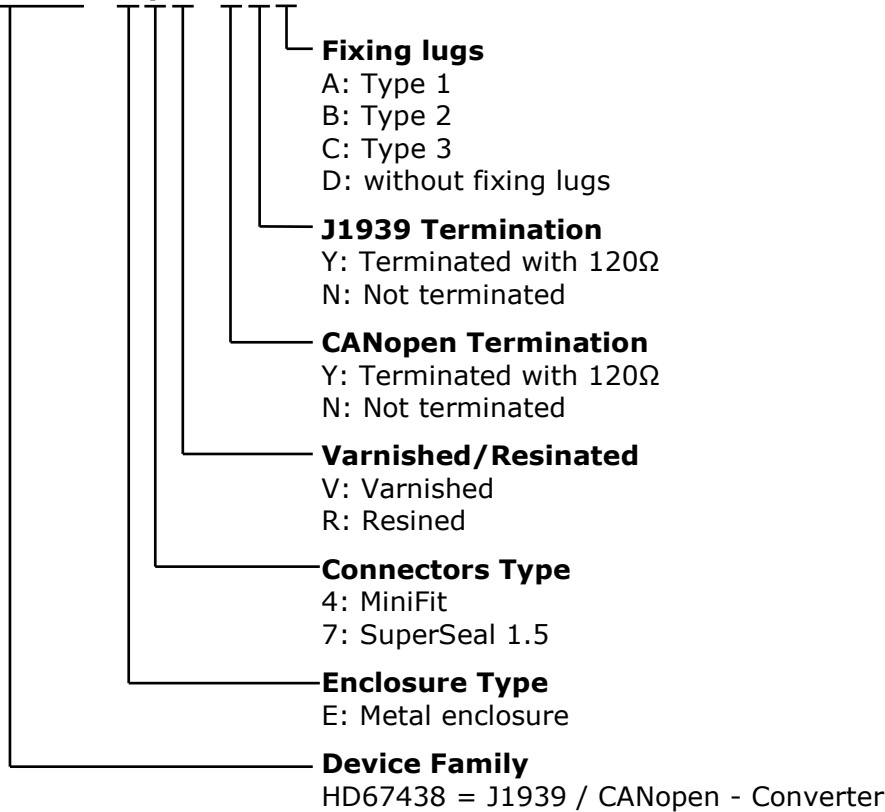 Fixing lugs
A: Type 1
B: Type 2
C: Type 3
D: without fixing lugs
J1939 Termination
Y: Terminated with 120Ω
N: Not terminated
CANopen Termination
Y: Terminated with 120Ω
N: Not terminated
Varnished/Resinated
V: Varnished
R: Resined
Connectors Type
4: MiniFit
7: SuperSeal 1.5
Enclosure Type
E: Metal enclosure
Device Family
HD67438 = J1939 / CANopen - Converter